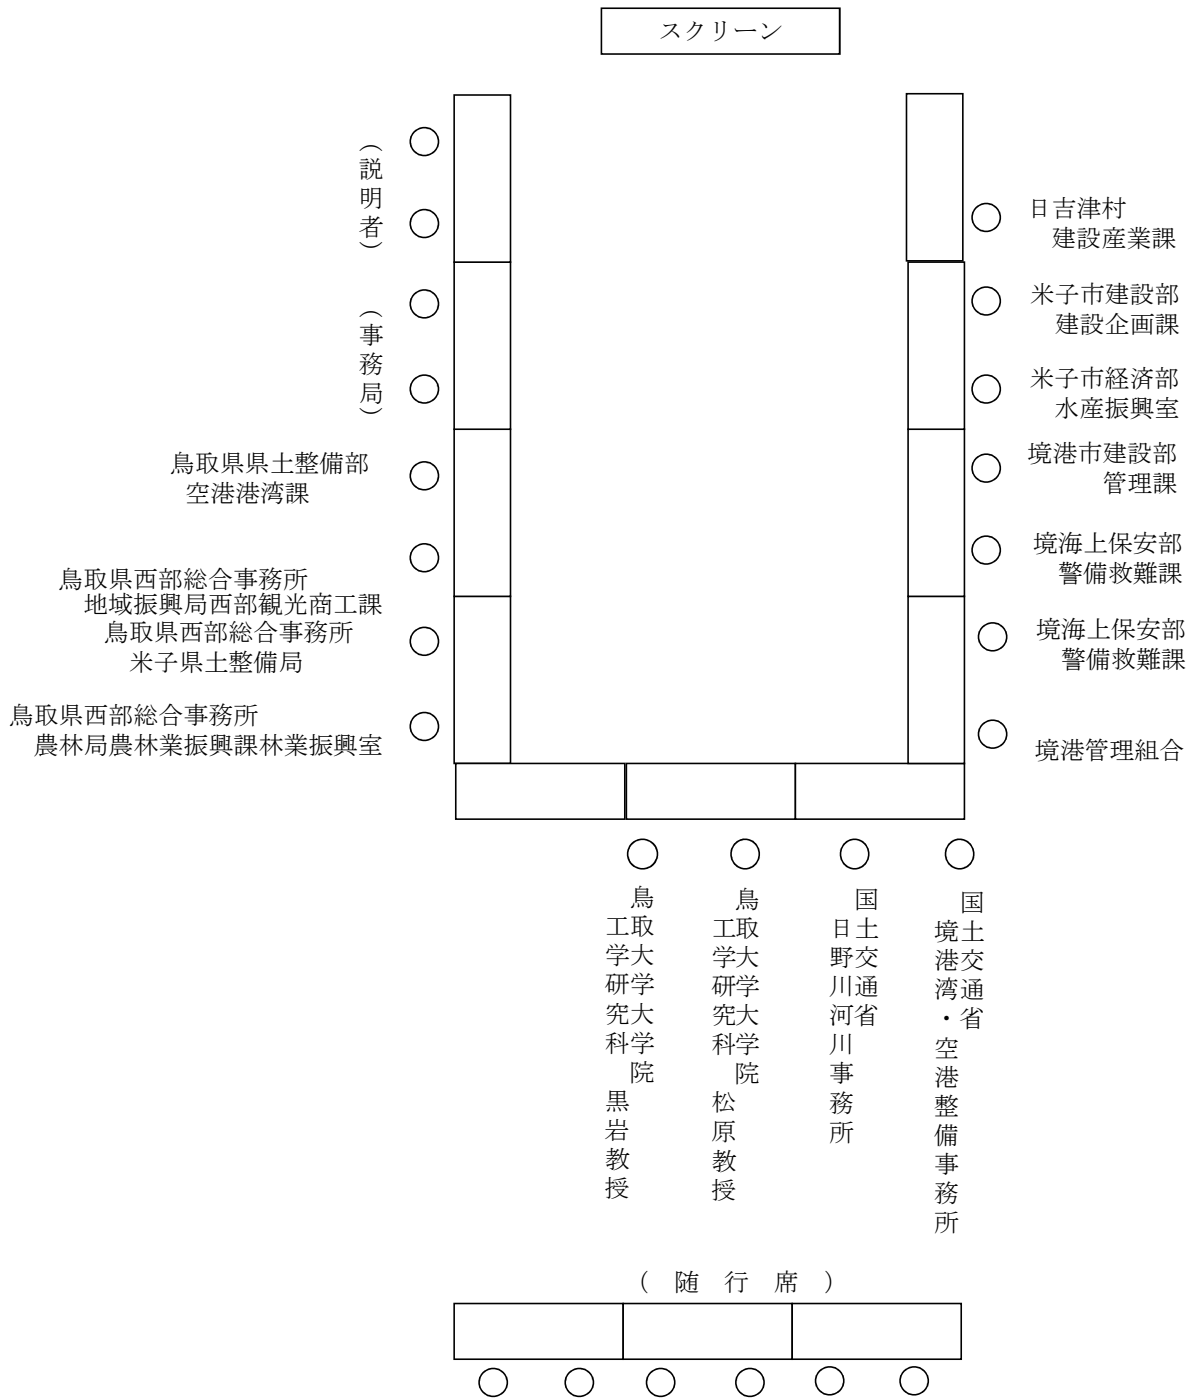 スクリーン
（説明者）
（事務局）
鳥取県県土整備部
空港港湾課
鳥取県西部総合事務所
地域振興局西部観光商工課
鳥取県西部総合事務所
米子県土整備局
鳥取県西部総合事務所
農林局農林業振興課林業振興室
日吉津村
建設産業課
米子市建設部
建設企画課
米子市経済部
水産振興室
境港市建設部
管理課
境海上保安部
警備救難課
境海上保安部
警備救難課
境港管理組合
鳥取大学大学院
工学研究科 黒岩教授
鳥取大学大学院
工学研究科 松原教授
国土交通省
日野川河川事務所
国土交通省
境港湾・空港整備事務所
（ 随 行 席 ）